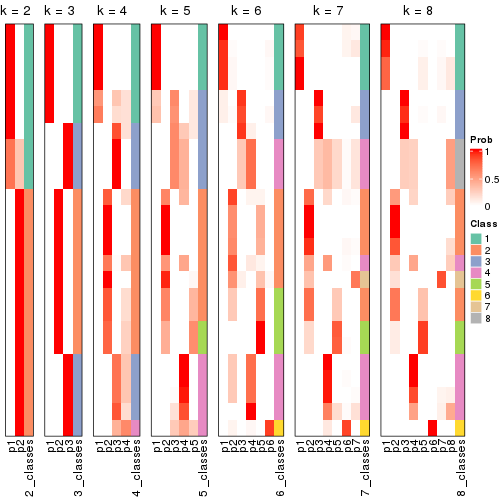 k = 2 k = 3 k = 4 k = 5 k = 6 k = 7 k = 8
Prob
1
0.5
0
Class
1
2
3
4
5
6
7
8
p1 p2 2_classes
p1 p2 p3 3_classes
p1 p2 p3 p4 4_classes
p1 p2 p3 p4 p5 5_classes
p1 p2 p3 p4 p5 p6 6_classes
p1 p2 p3 p4 p5 p6 p7 7_classes
p1 p2 p3 p4 p5 p6 p7 p8 8_classes